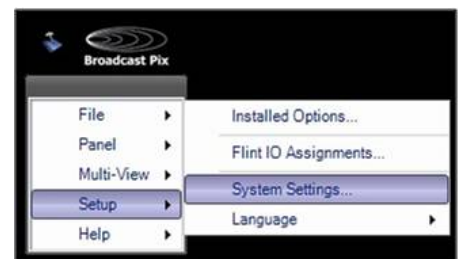 Broadcast Pix
File
Panel
Multi-View
Setup
Help
Installed Options...
Flint IO Assignments...
System Settings...
Language